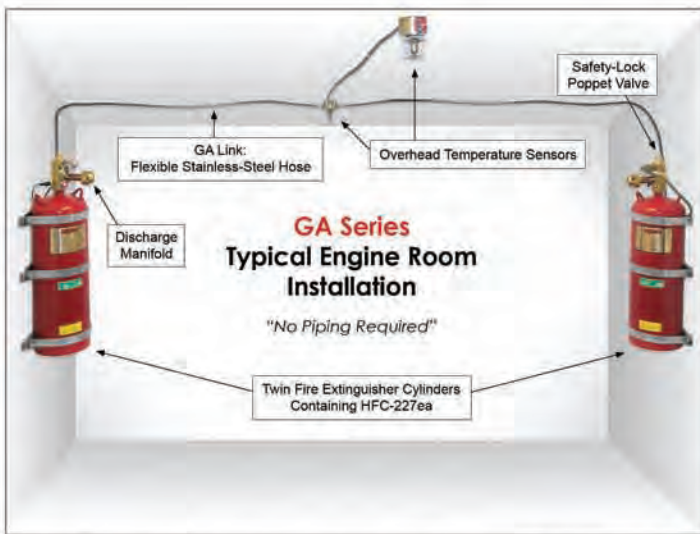 Safety-Lock
Poppet Valve
GA Link:
Flexible Stainless-Steel Hose
Overhead Temperature Sensors
Discharge
Manifold
GA Series
Typical Engine Room
Installation
"No Piping Required"
Twin Fire Extinguisher Cylinders
Containing HFC-227ea